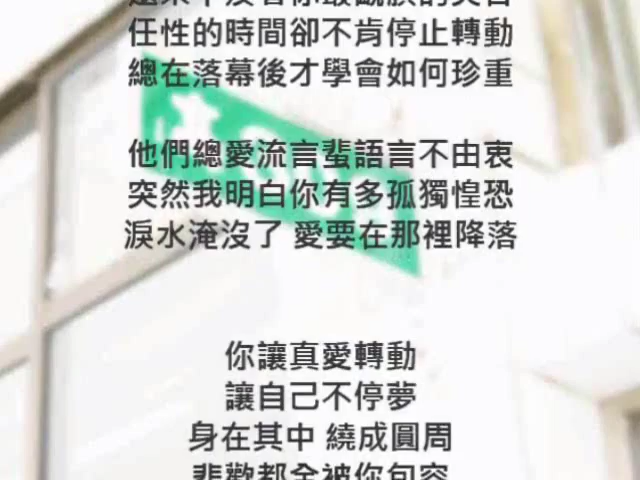 任性的時間卻不肯停止轉動
總在落幕後才學會如何珍重
他們總愛流言蜚語言不由衷
突然我明白你有多孤獨惶恐
淚水淹沒了 愛要在那裡降落
你讓真愛轉動
讓自己不停夢
身在其中 繞成圓周
悲歡都全被你包容